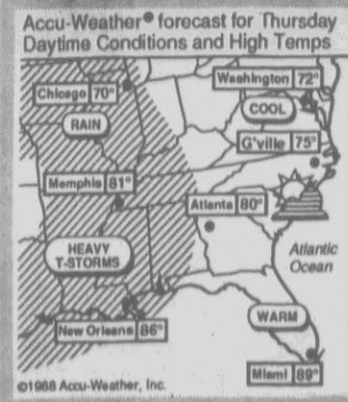 Accu-Weather® forecast for Thursday
Daytime Conditions and High Temps
Washington 72°
Chicago 70°
COOL
RAIN
G'ville 75°
Memphis 81°
Atlanta 80°
HEAVY
T-STORMS
Atlantic
Ocean
WARM
New Orleans 86°
Miami 89°
©1988 Accu-Weather, Inc.